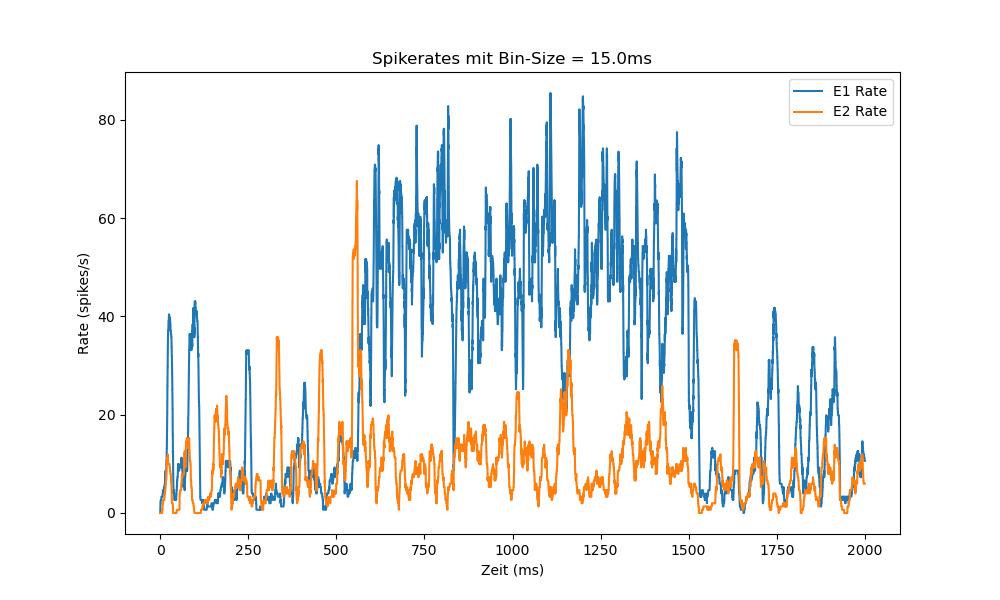 Spikerates mit Bin-Size = 15.0ms
E1 Rate
E2 Rate
Rate (spikes/s)
80
60
40
20
0
0 250 500 750 1000 1250 1500 1750 2000
Zeit (ms)